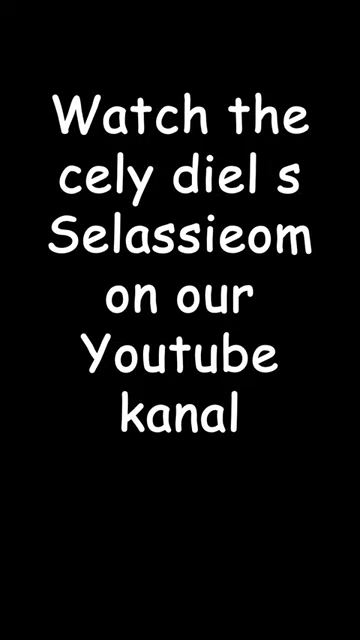 Watch the
cely diel s
Selassieom
on our
Youtube
kanal